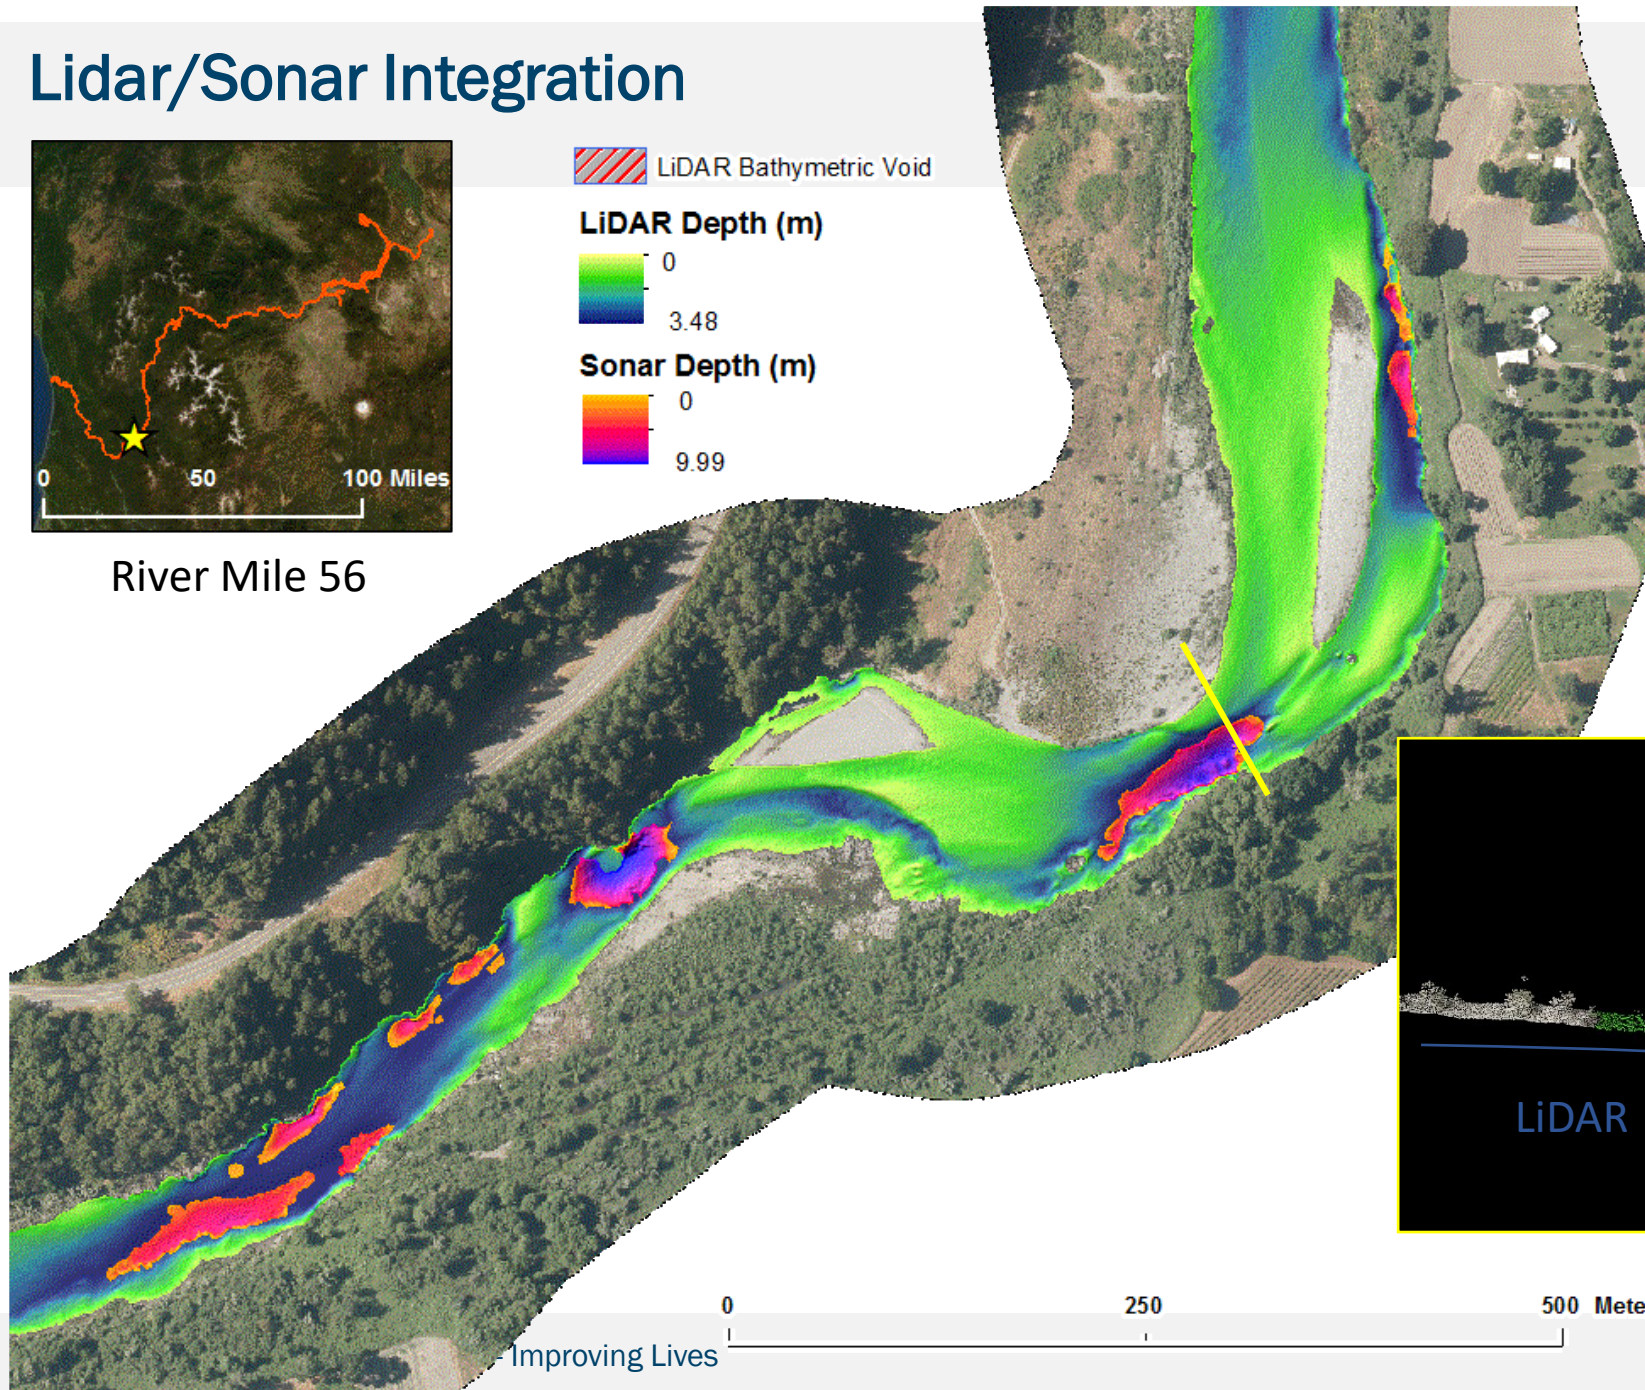 Lidar/Sonar Integration
LiDAR Bathymetric Void
LiDAR Depth (m)
0
3.48
Sonar Depth (m)
0
9.99
0 50 100 Miles
River Mile 56
LiDAR
0 250 500 Mete
- Improving Lives